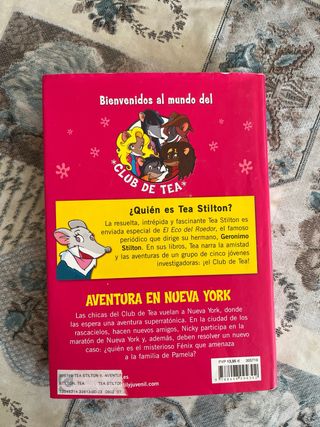 Bienvenidos al mundo del
CLUB DE TEA
¿Quién es Tea Stilton?
La resuelta, intrépida y fascinante Tea Stilton es
enviada especial de El Eco del Roedor, el famoso
periódico que dirige su hermano, Geronimo
Stilton. En sus libros, Tea narra la amistad
y las aventuras de un grupo de cinco jóvenes
investigadoras: ¡el Club de Tea!
AVENTURA EN NUEVA YORK
Las chicas del Club de Tea vuelan a Nueva York, donde
las espera una aventura superratónica. En la ciudad de los
rascacielos, hacen nuevos amigos, Nicky participa en la
maratón de Nueva York y, además, deben resolver un nuevo
caso: ¿quién es el misterioso Fénix que amenaza
a la familia de Pamela?
PVP 13,95 €